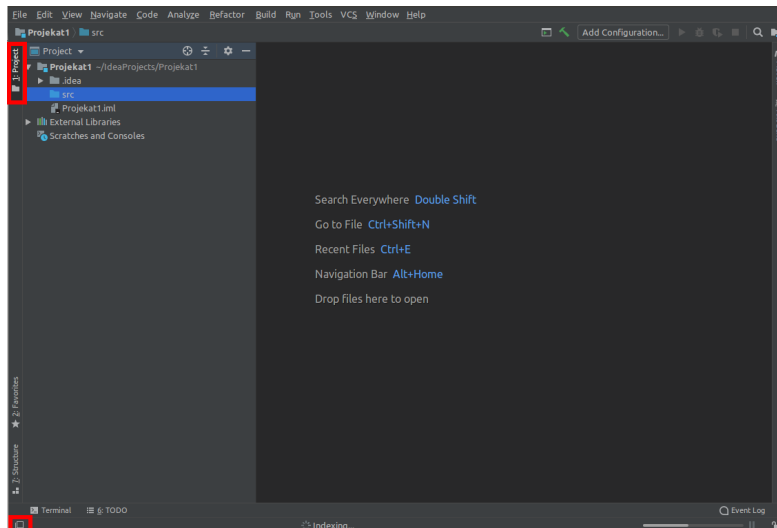 File Edit View Navigate Code Analyze Refactor Build Run Tools VCS Window Help
Projekat1 src Add Configuration...
1: Project
Project
Projekat1 ~/IdeaProjects/Projekat1
.idea
src
Projekat1.iml
External Libraries
Scratches and Consoles
Search Everywhere Double Shift
Go to File Ctrl+Shift+N
Recent Files Ctrl+E
Navigation Bar Alt+Home
Drop files here to open
2: Favorites
7: Structure
Terminal 6: TODO Event Log
Indexing...